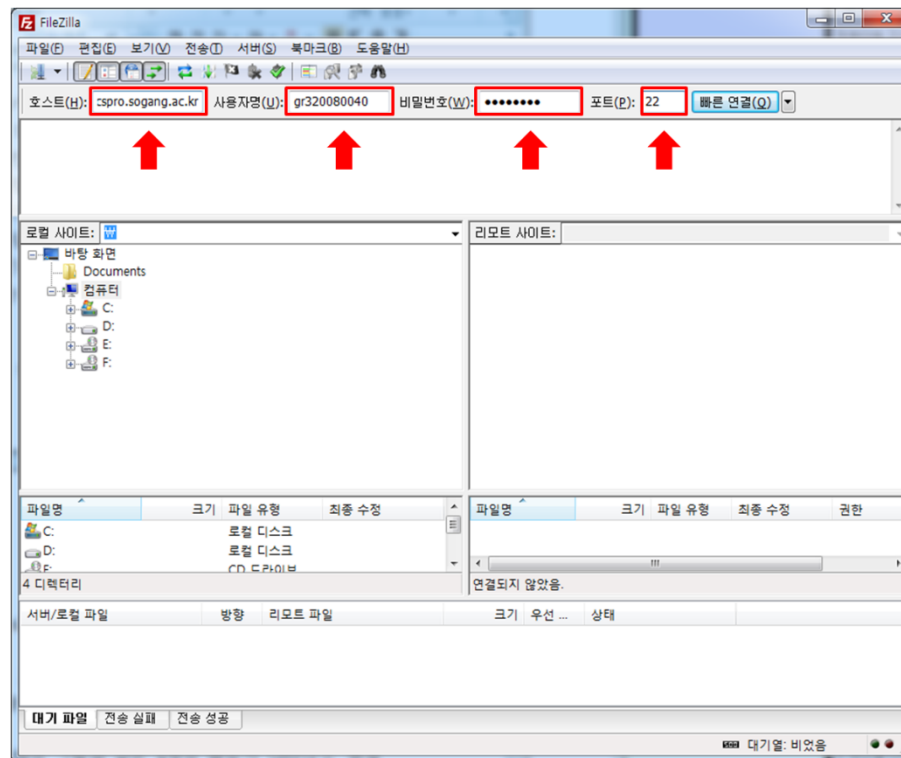 FileZilla
파일(F) 편집(E) 보기(V) 전송(T) 서버(S) 북마크(B) 도움말(H)
호스트(H): cspro.sogang.ac.kr 사용자명(U): gr320080040 비밀번호(W): ●●●●●●●● 포트(P): 22 빠른 연결(Q)
로컬 사이트: ₩
리모트 사이트:
바탕 화면
Documents
컴퓨터
C:
D:
E:
F:
파일명 크기 파일 유형 최종 수정
C: 로컬 디스크
D: 로컬 디스크
E: CD 드라이브
4 디렉터리
파일명 크기 파일 유형 최종 수정 권한
연결되지 않았음.
서버/로컬 파일 방향 리모트 파일 크기 우선 ... 상태
대기 파일 전송 실패 전송 성공
대기열: 비었음